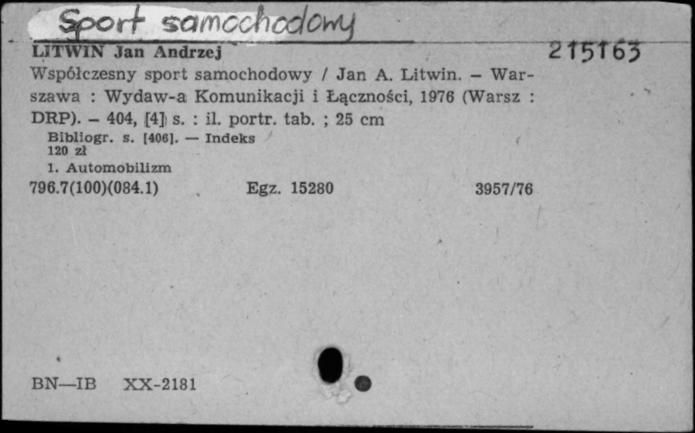 Sport samochodowy
LITWIN Jan Andrzej 215163
Współczesny sport samochodowy / Jan A. Litwin. – War-
szawa : Wydaw-a Komunikacji i Łączności, 1976 (Warsz :
DRP). – 404, [4] s. : il. portr. tab. ; 25 cm
Bibliogr. s. [406]. — Indeks
120 zł
1. Automobilizm
796.7(100)(084.1) Egz. 15280 3957/76
BN—IB XX-2181